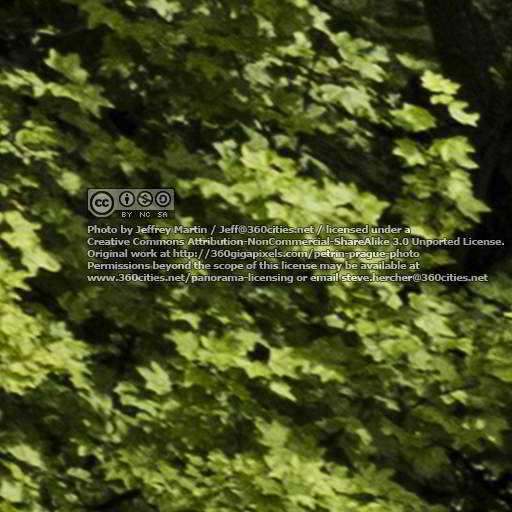 cc
BY NC SA
Photo by Jeffrey Martin / Jeff@360cities.net / licensed under a
Creative Commons Attribution-NonCommercial-ShareAlike 3.0 Unported License.
Original work at http://360gigapixels.com/petrin-prague-photo
Permissions beyond the scope of this license may be available at
www.360cities.net/panorama-licensing or email steve.hercher@360cities.net